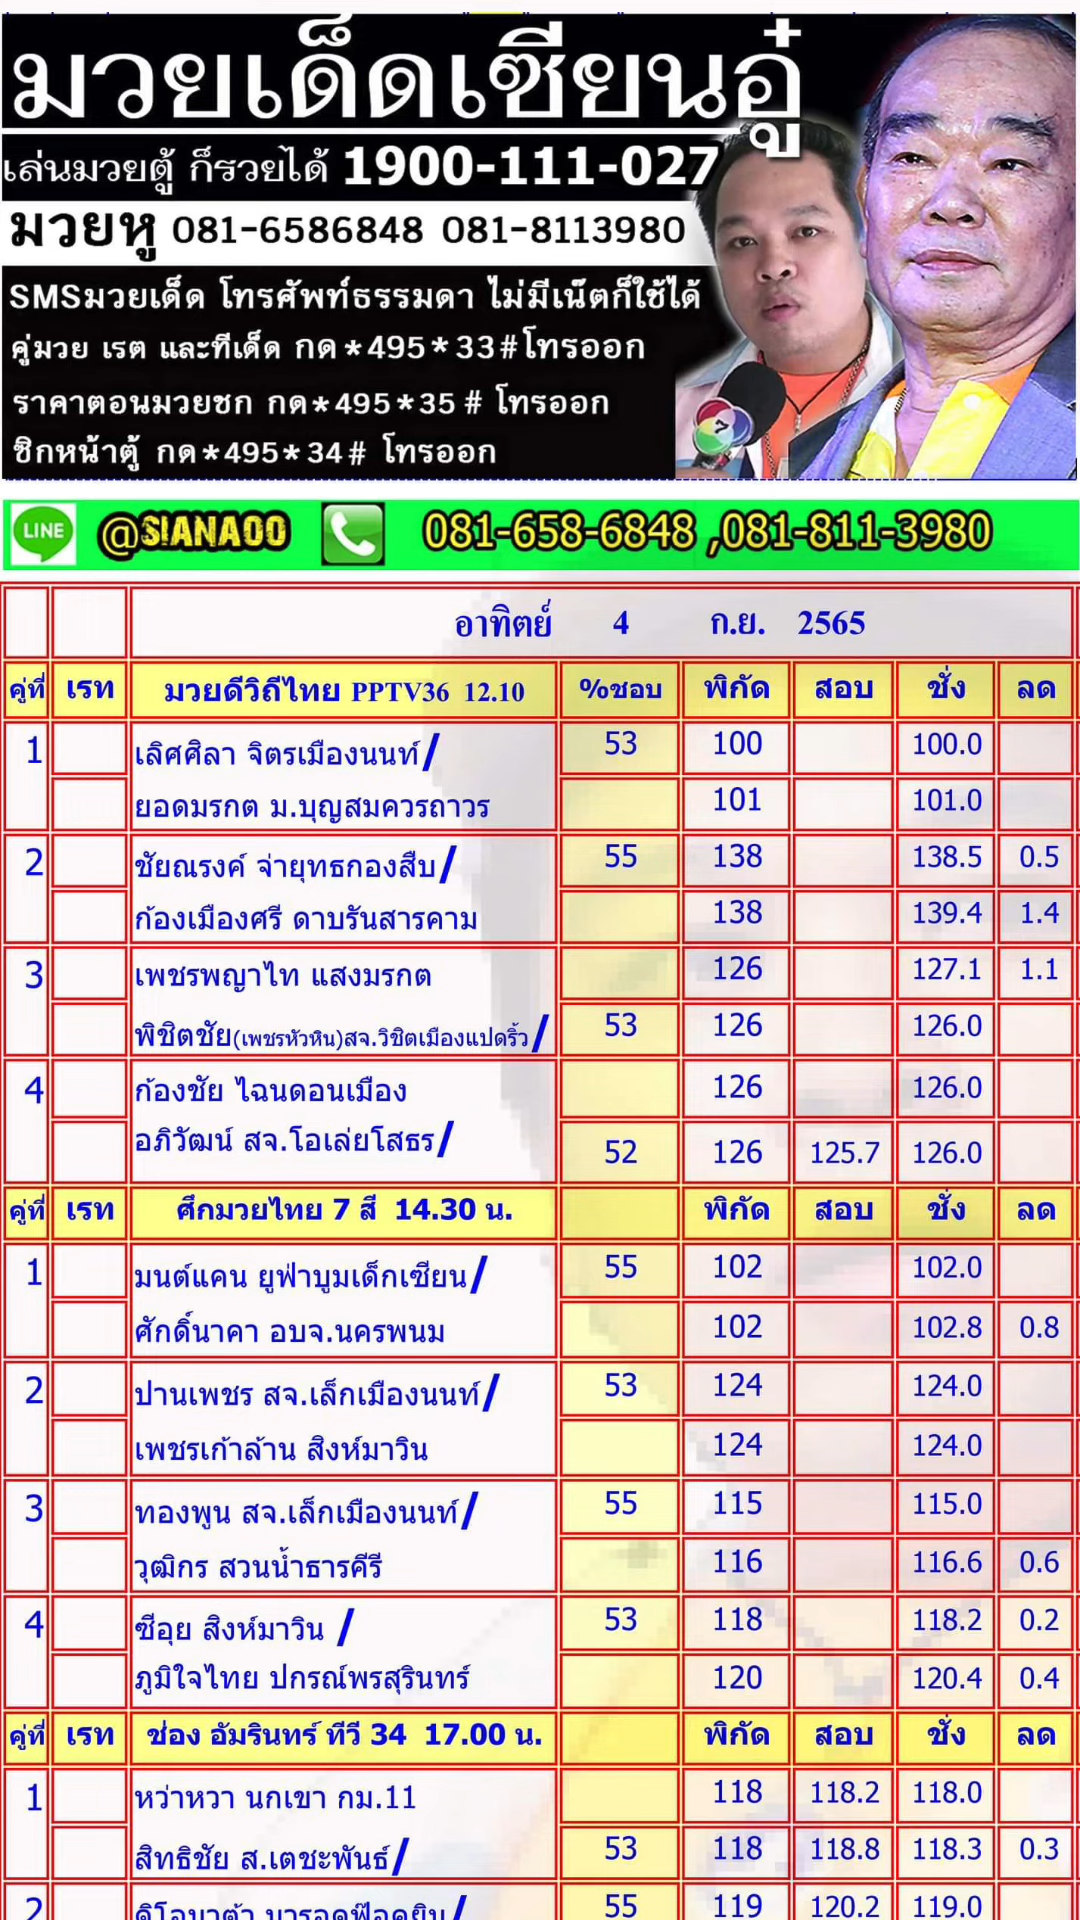 มวยเด็ดเซียนอู๋
เล่นมวยตู้ ก็รวยได้ 1900-111-027
มวยหู 081-6586848 081-8113980
SMSมวยเด็ด โทรศัพท์ธรรมดา ไม่มีเน๊ตก็ใช้ได้
คู่มวย เรต และทีเด็ด กด*495*33#โทรออก
ราคาตอนมวยชก กด*495*35# โทรออก
ซิกหน้าตู้ กด*495*34# โทรออก
7
LINE @SIANAOO 081-658-6848 ,081-811-3980
อาทิตย์ 4 ก.ย. 2565
คู่ที่ เรท มวยดีวิถีไทย PPTV36 12.10 %ชอบ พิกัด สอบ ชั่ง ลด
1 เลิศศิลา จิตรเมืองนนท์/ 53 100 100.0
ยอดมรกต ม.บุญสมควรถาวร 101 101.0
2 ชัยณรงค์ จ่ายุทธกองสืบ/ 55 138 138.5 0.5
ก้องเมืองศรี ดาบรันสารคาม 138 139.4 1.4
3 เพชรพญาไท แสงมรกต 126 127.1 1.1
พิชิตชัย(เพชรหัวหิน)สจ.วิชิตเมืองแปดริ้ว/ 53 126 126.0
4 ก้องชัย ไฉนดอนเมือง 126 126.0
อภิวัฒน์ สจ.โอเล่ยโสธร/ 52 126 125.7 126.0
คู่ที่ เรท ศึกมวยไทย 7 สี 14.30 น. พิกัด สอบ ชั่ง ลด
1 มนต์แคน ยูฟ่าบูมเด็กเซียน/ 55 102 102.0
ศักดิ์นาคา อบจ.นครพนม 102 102.8 0.8
2 ปานเพชร สจ.เล็กเมืองนนท์/ 53 124 124.0
เพชรเก้าล้าน สิงห์มาวิน 124 124.0
3 ทองพูน สจ.เล็กเมืองนนท์/ 55 115 115.0
วุฒิกร สวนน้ำธารคีรี 116 116.6 0.6
4 ซีอุย สิงห์มาวิน / 53 118 118.2 0.2
ภูมิใจไทย ปกรณ์พรสุรินทร์ 120 120.4 0.4
คู่ที่ เรท ช่อง อัมรินทร์ ทีวี 34 17.00 น. พิกัด สอบ ชั่ง ลด
1 หว่าหวา นกเขา กม.11 118 118.2 118.0
สิทธิชัย ส.เตชะพันธ์/ 53 118 118.8 118.3 0.3
2 / 55 119 120.2 119.0